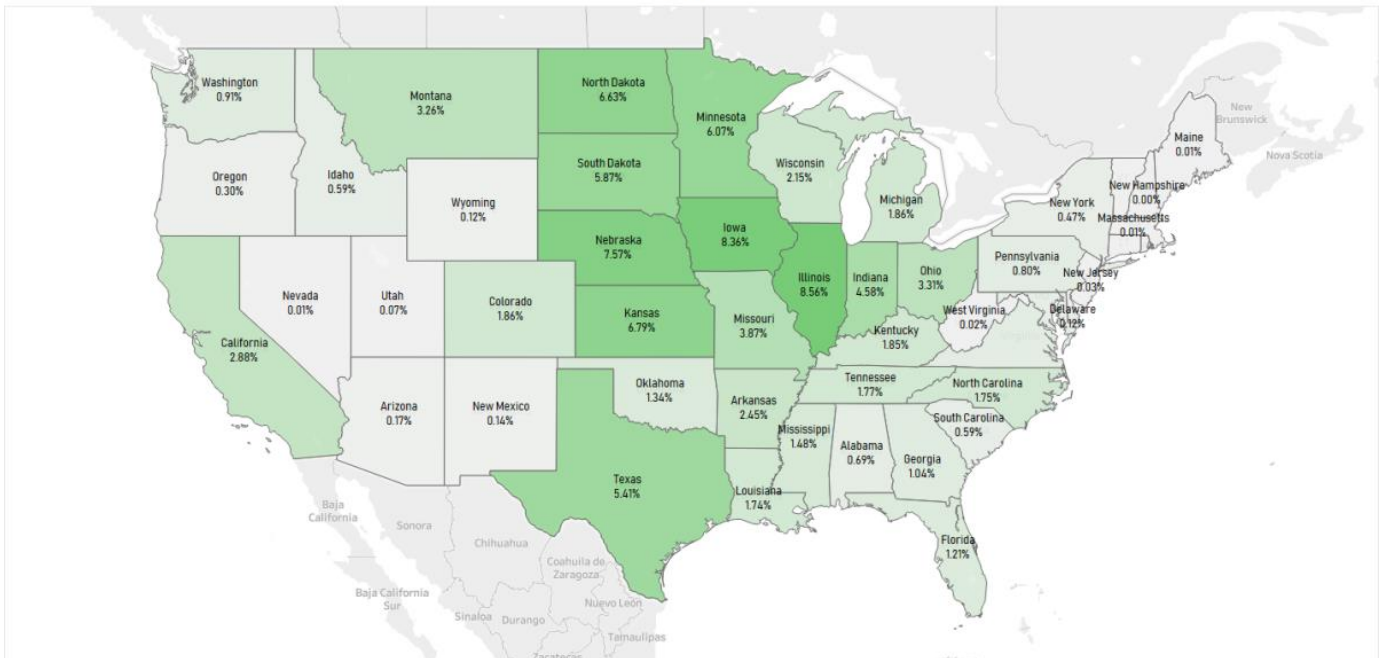 Washington
0.91%
Montana
3.26%
North Dakota
6.63%
Minnesota
6.07%
Maine
0.01%
New
Brunswick
Nova Scotia
Oregon
0.30%
Idaho
0.59%
Wyoming
0.12%
South Dakota
5.87%
Wisconsin
2.15%
Michigan
1.86%
New York
0.47%
New Hampshire
0.00%
Massachusetts
0.01%
Nevada
0.01%
Utah
0.07%
Colorado
1.86%
Nebraska
7.57%
Iowa
8.36%
Illinois
8.56%
Indiana
4.58%
Ohio
3.31%
Pennsylvania
0.80%
New Jersey
0.03%
California
2.88%
Kansas
6.79%
Missouri
3.87%
Kentucky
1.85%
West Virginia
0.02%
Delaware
0.12%
Virginia
Arizona
0.17%
New Mexico
0.14%
Oklahoma
1.34%
Arkansas
2.45%
Tennessee
1.77%
North Carolina
1.75%
South Carolina
0.59%
Texas
5.41%
Louisiana
1.74%
Mississippi
1.48%
Alabama
0.69%
Georgia
1.04%
Florida
1.21%
Baja
California
Sonora
Chihuahua
Coahuila de
Zaragoza
Baja California
Sur
Sinaloa
Durango
Nuevo León
Tamaulipas
Zacatecas